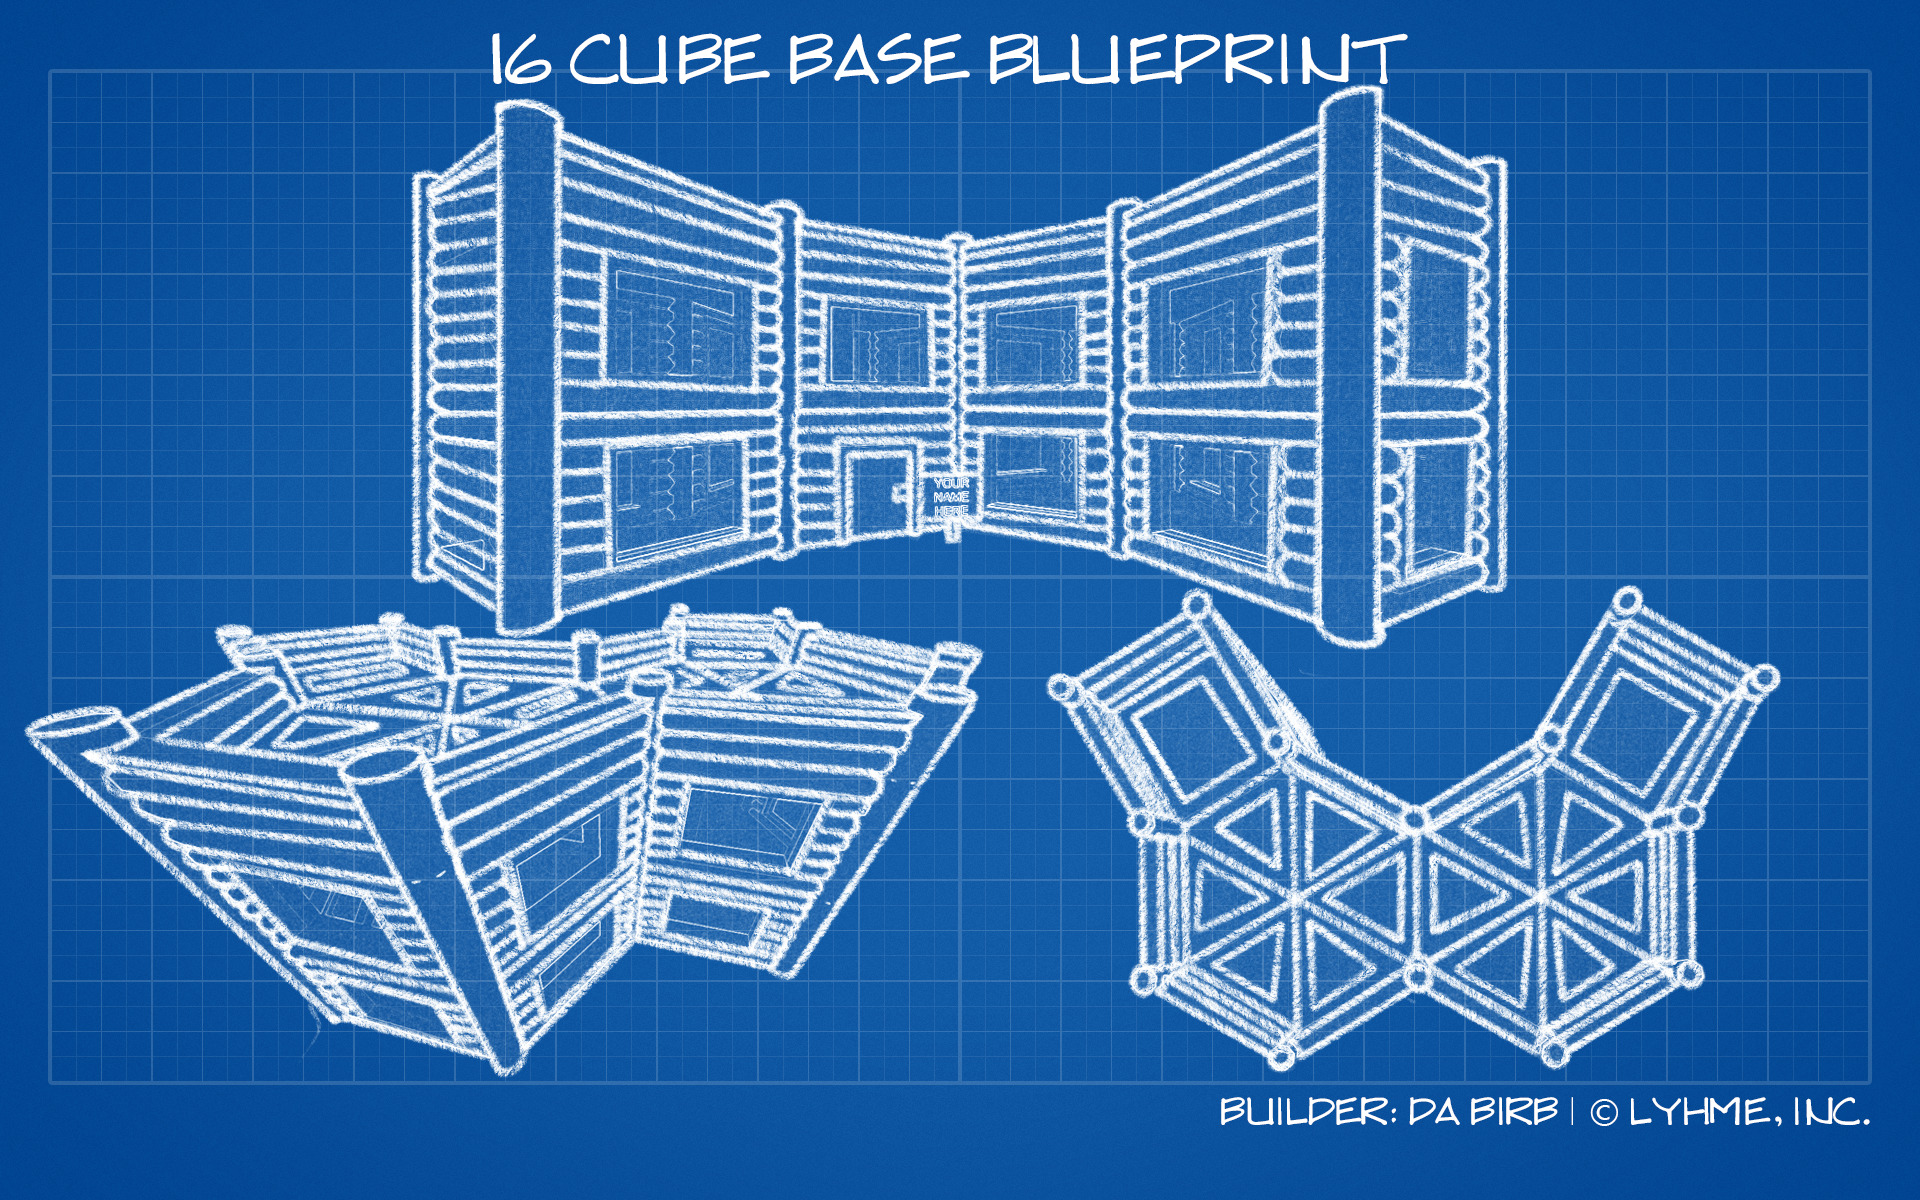 16 CUBE BASE BLUEPRINT
YOUR
NAME
HERE
BUILDER: DA BIRB | © LYHME, INC.